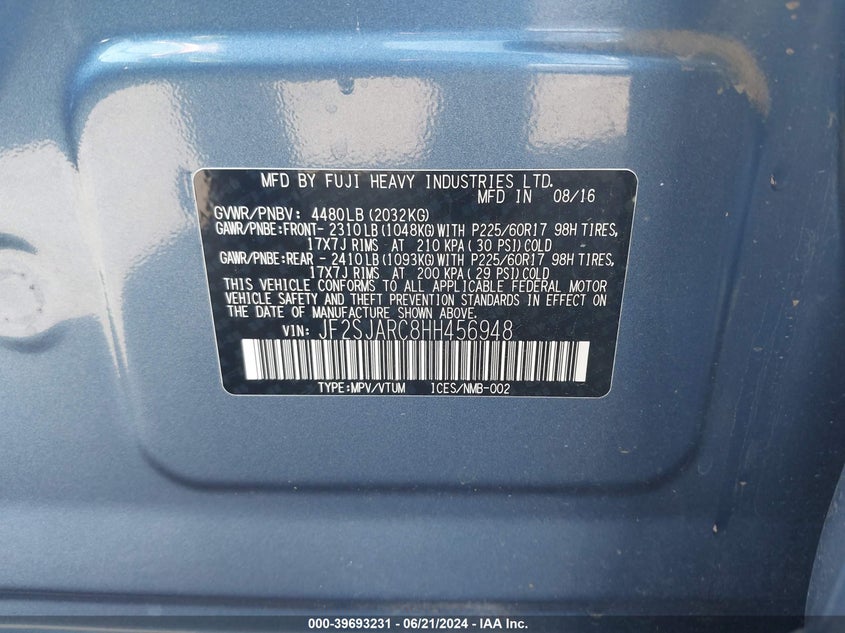 MFD BY FUJI HEAVY INDUSTRIES LTD.
MFD IN 08/16
GVWR/PNBV: 4480LB(2032KG)
GAWR/PNBE:FRONT- 2310LB(1048KG)WITH P225/60R17 98H TIRES,
17X7J RIMS AT 210 KPA(30 PSI)COLD
GAWR/PNBE:REAR - 2410LB(1093KG)WITH P225/60R17 98H TIRES,
17X7J RIMS AT 200 KPA(29 PSI)COLD
THIS VEHICLE CONFORMS TO ALL APPLICABLE FEDERAL MOTOR
VEHICLE SAFETY AND THEFT PREVENTION STANDARDS IN EFFECT ON
THE DATE OF MANUFACTURE SHOWN ABOVE.
VIN: JF2SJARC8HH456948
TYPE:MPV/VTUM ICES/NMB-002
000-39693231 - 06/21/2024 - IAA Inc.